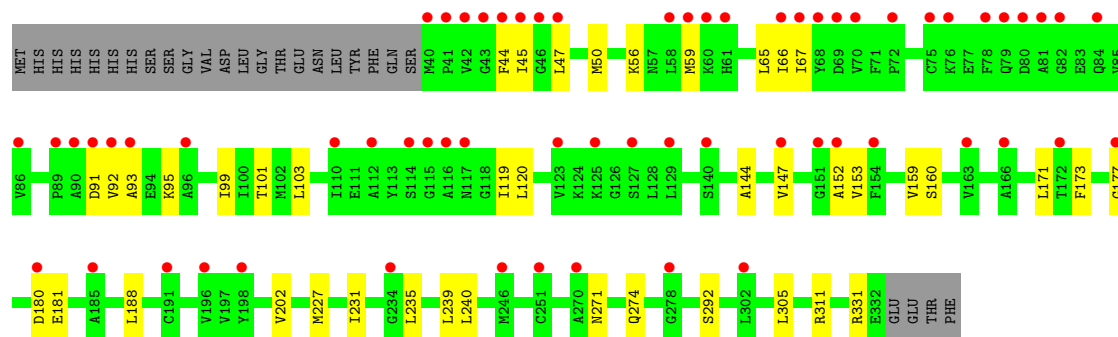 MET HIS HIS HIS HIS HIS HIS SER SER GLY VAL ASP LEU GLY THR GLU ASN LEU TYR PHE GLN SER M40 P41 V42 G43 F44 I45 G46 L47 M50 K56 N57 L58 M59 K60 H61 L65 I66 I67 Y68 D69 V70 F71 P72 C75 K76 E77 F78 Q79 D80 A81 G82 E83 Q84 V85
V86 P89 A90 D91 V92 A93 E94 K95 A96 I99 I100 T101 M102 L103 I110 E111 A112 Y113 S114 G115 A116 N117 G118 I119 L120 V123 K124 K125 G126 S127 L128 L129 S140 A144 V147 G151 A152 V153 F154 V159 S160 V163 A166 L171 T172 F173 G177
D180 E181 A185 L188 C191 V196 V197 Y198 V202 M227 I231 G234 L235 L239 L240 M246 C251 A270 N271 Q274 G278 S292 L302 L305 R311 R331 E332 GLU GLU THR PHE